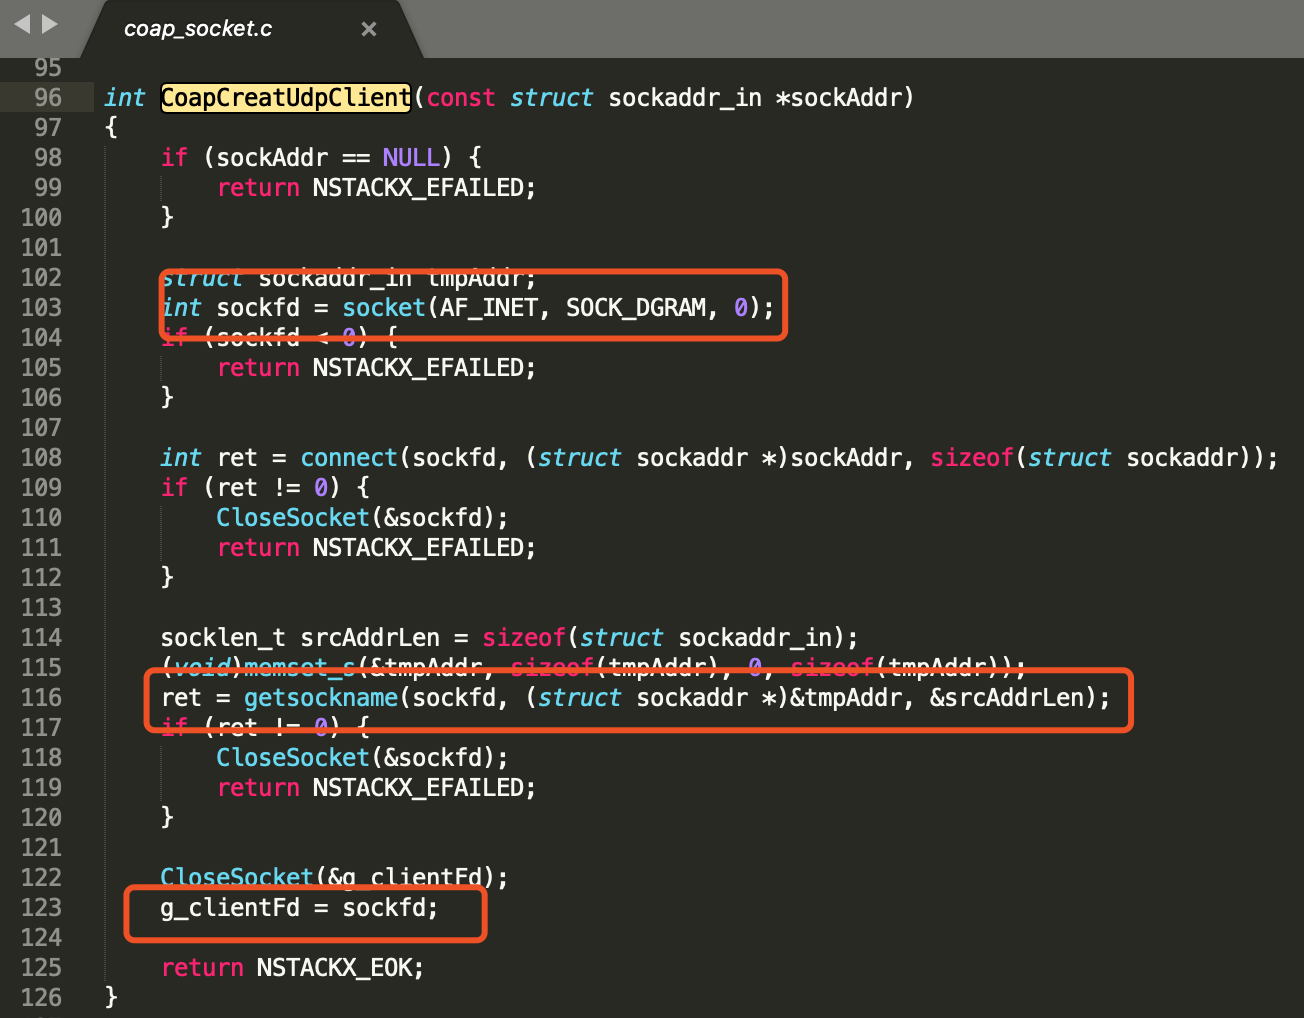 coap_socket.c ×
95
96 int CoapCreatUdpClient(const struct sockaddr_in *sockAddr)
97 {
98     if (sockAddr == NULL) {
99         return NSTACKX_EFAILED;
100     }
101
102     struct sockaddr_in tmpAddr;
103     int sockfd = socket(AF_INET, SOCK_DGRAM, 0);
104     if (sockfd < 0) {
105         return NSTACKX_EFAILED;
106     }
107
108     int ret = connect(sockfd, (struct sockaddr *)sockAddr, sizeof(struct sockaddr));
109     if (ret != 0) {
110         CloseSocket(&sockfd);
111         return NSTACKX_EFAILED;
112     }
113
114     socklen_t srcAddrLen = sizeof(struct sockaddr_in);
115     (void)memset_s(&tmpAddr, sizeof(tmpAddr), 0, sizeof(tmpAddr));
116     ret = getsockname(sockfd, (struct sockaddr *)&tmpAddr, &srcAddrLen);
117     if (ret != 0) {
118         CloseSocket(&sockfd);
119         return NSTACKX_EFAILED;
120     }
121
122     CloseSocket(&g_clientFd);
123     g_clientFd = sockfd;
124
125     return NSTACKX_EOK;
126 }